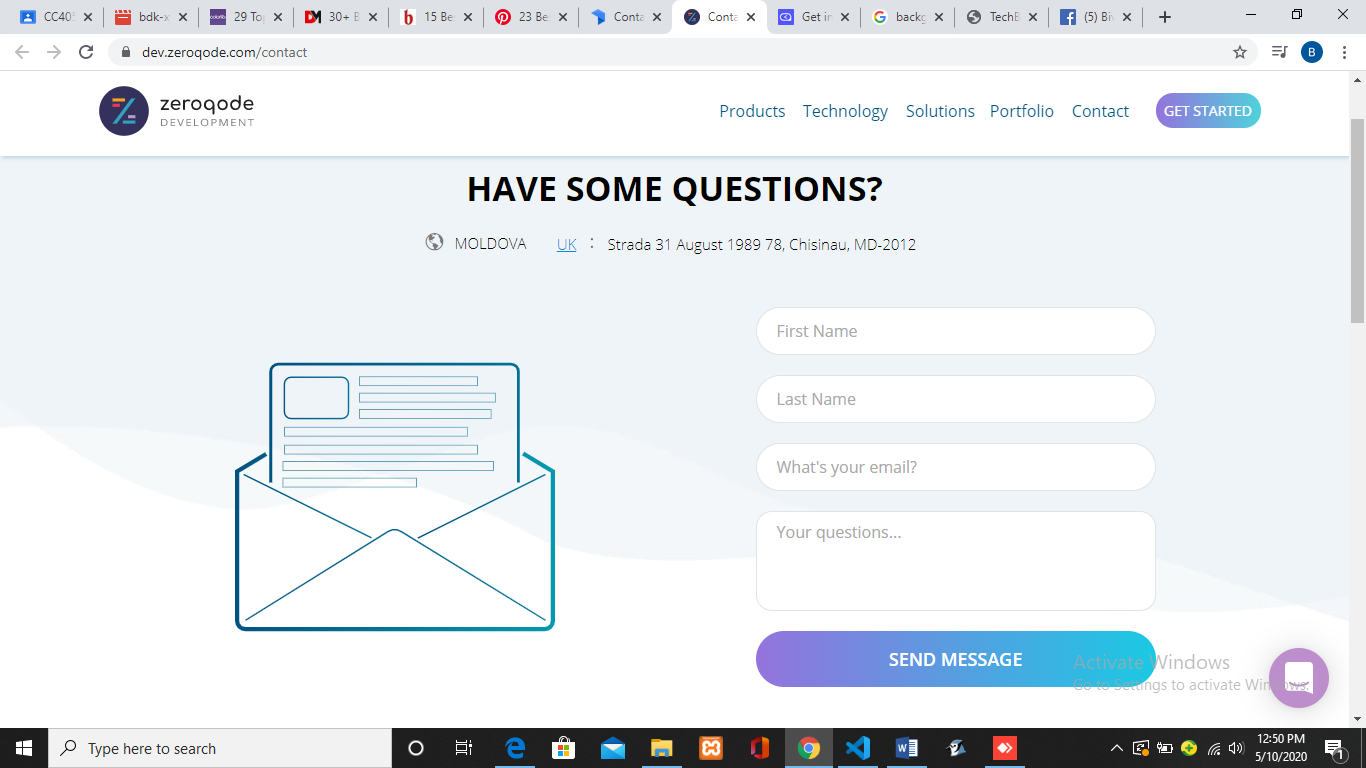 CC40
bdk-x
29 To
30+ B
15 Be
23 Be
Conta
Conta
Get in
backg
TechB
(5) Biv
dev.zeroqode.com/contact
B
zeroqode
DEVELOPMENT
Products Technology Solutions Portfolio Contact GET STARTED
HAVE SOME QUESTIONS?
MOLDOVA UK : Strada 31 August 1989 78, Chisinau, MD-2012
First Name
Last Name
What's your email?
Your questions...
SEND MESSAGE
Activate Windows
Go to Settings to activate Windows.
Type here to search
12:50 PM
5/10/2020
1